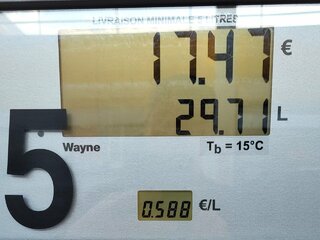 LIVRAISON MINIMALE 5 LITRES
17.47 €
29.71 L
5
Wayne Tb = 15°C
0.588 €/L